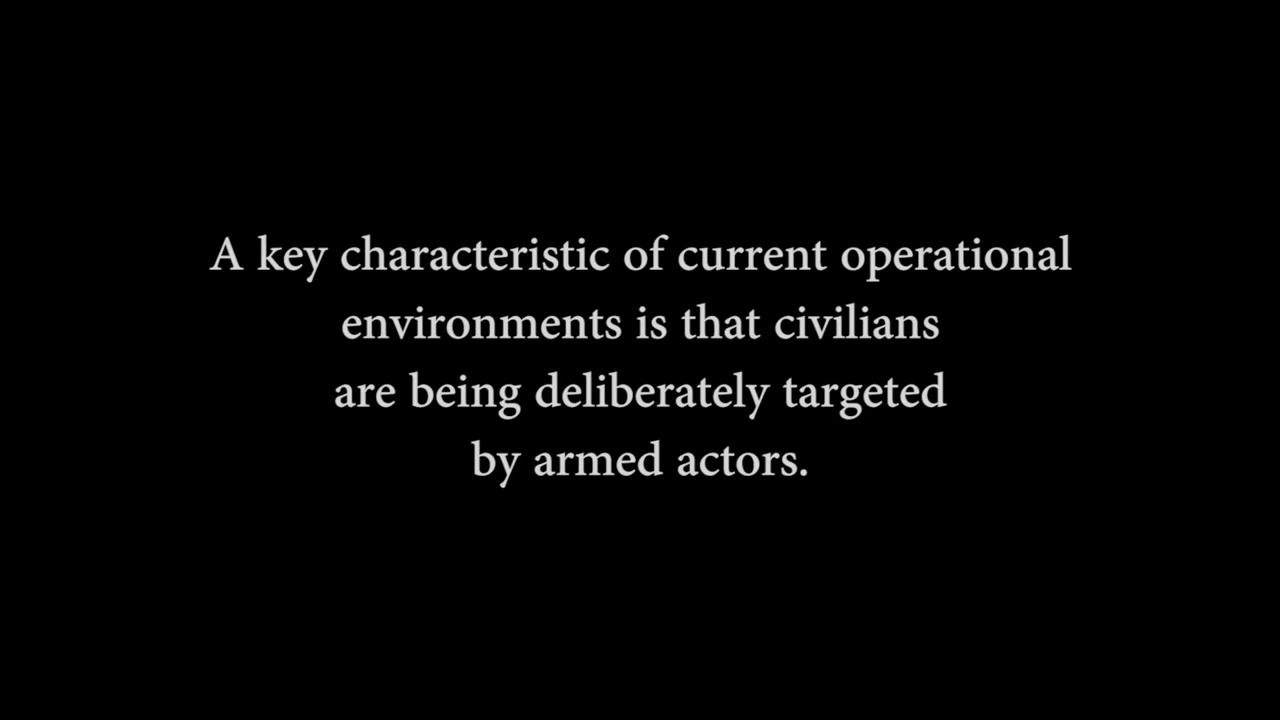 A key characteristic of current operational
environments is that civilians
are being deliberately targeted
by armed actors.